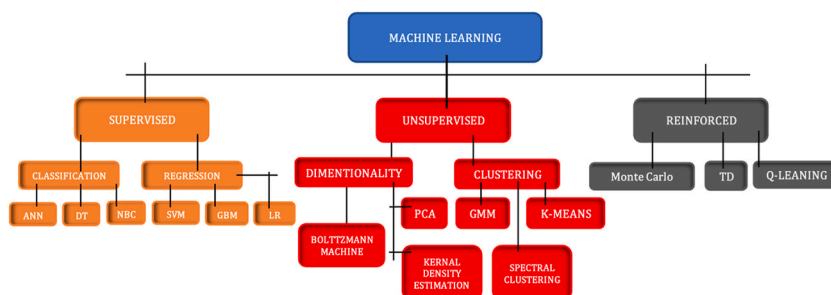 MACHINE LEARNING
SUPERVISED
UNSUPERVISED
REINFORCED
CLASSIFICATION
REGRESSION
DIMENTIONALITY
CLUSTERING
Monte Carlo
TD
Q-LEANING
ANN
DT
NBC
SVM
GBM
LR
PCA
GMM
K-MEANS
BOLTTZMANN
MACHINE
KERNAL
DENSITY
ESTIMATION
SPECTRAL
CLUSTERING